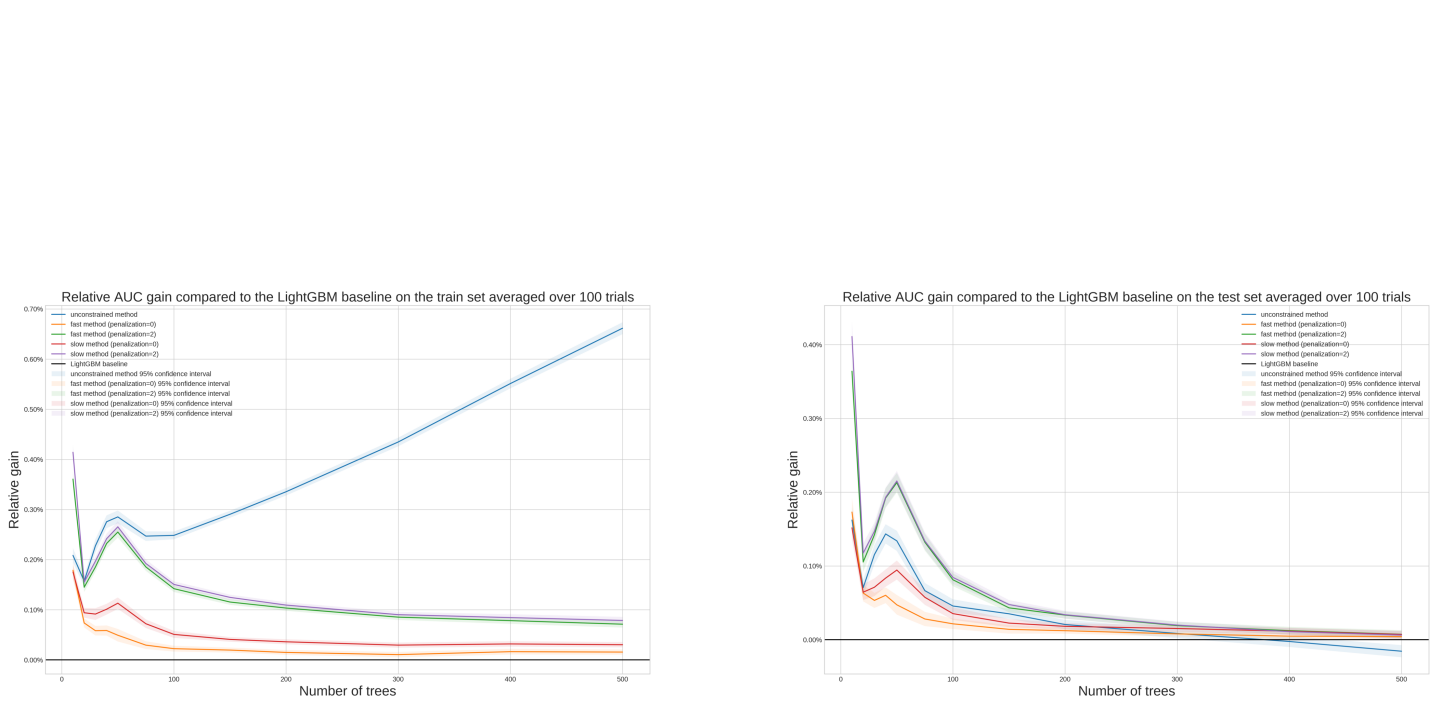 Relative AUC gain compared to the LightGBM baseline on the train set averaged over 100 trials
0.70%
0.60%
0.50%
0.40%
0.30%
0.20%
0.10%
0.00%
Relative gain
unconstrained method
fast method (penalization=0)
fast method (penalization=2)
slow method (penalization=0)
slow method (penalization=2)
LightGBM baseline
unconstrained method 95% confidence interval
fast method (penalization=0) 95% confidence interval
fast method (penalization=2) 95% confidence interval
slow method (penalization=0) 95% confidence interval
slow method (penalization=2) 95% confidence interval
0
100
200
300
400
500
Number of trees
Relative AUC gain compared to the LightGBM baseline on the test set averaged over 100 trials
0.40%
0.30%
0.20%
0.10%
0.00%
Relative gain
unconstrained method
fast method (penalization=0)
fast method (penalization=2)
slow method (penalization=0)
slow method (penalization=2)
LightGBM baseline
unconstrained method 95% confidence interval
fast method (penalization=0) 95% confidence interval
fast method (penalization=2) 95% confidence interval
slow method (penalization=0) 95% confidence interval
slow method (penalization=2) 95% confidence interval
0
100
200
300
400
500
Number of trees